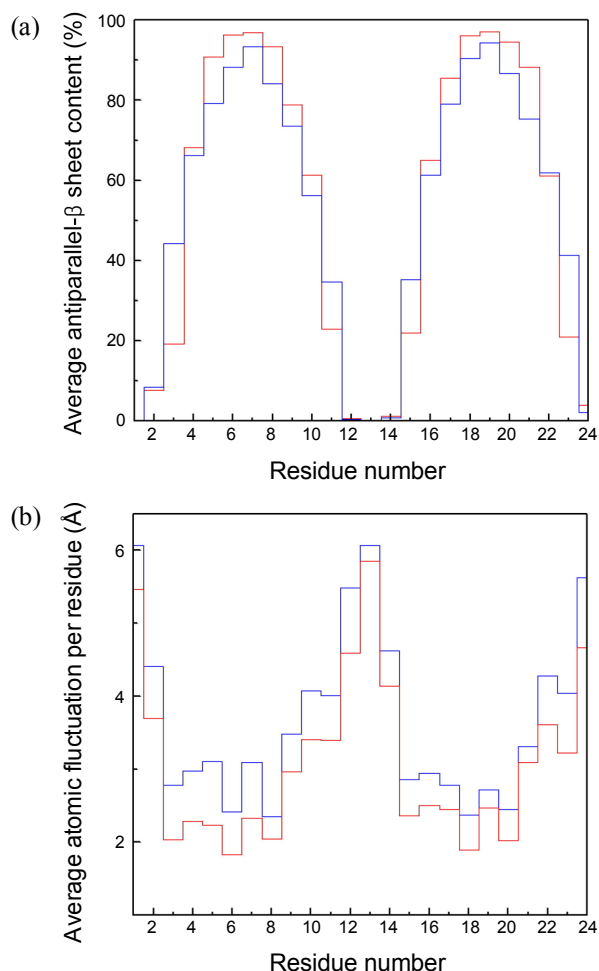 (a)
Average antiparallel-β sheet content (%)
100
80
60
40
20
0
2 4 6 8 10 12 14 16 18 20 22 24
Residue number
(b)
Average atomic fluctuation per residue (Å)
6
4
2
2 4 6 8 10 12 14 16 18 20 22 24
Residue number